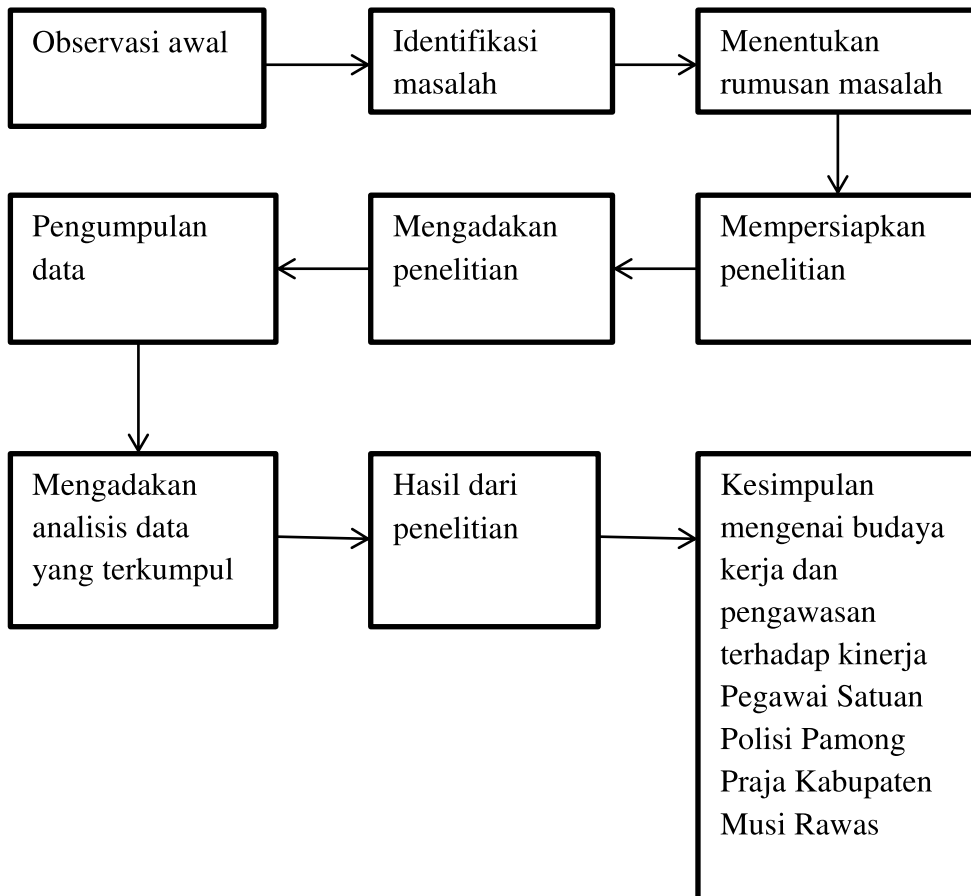 Observasi awal
Identifikasi
masalah
Menentukan
rumusan masalah
Mempersiapkan
penelitian
Mengadakan
penelitian
Pengumpulan
data
Mengadakan
analisis data
yang terkumpul
Hasil dari
penelitian
Kesimpulan
mengenai budaya
kerja dan
pengawasan
terhadap kinerja
Pegawai Satuan
Polisi Pamong
Praja Kabupaten
Musi Rawas